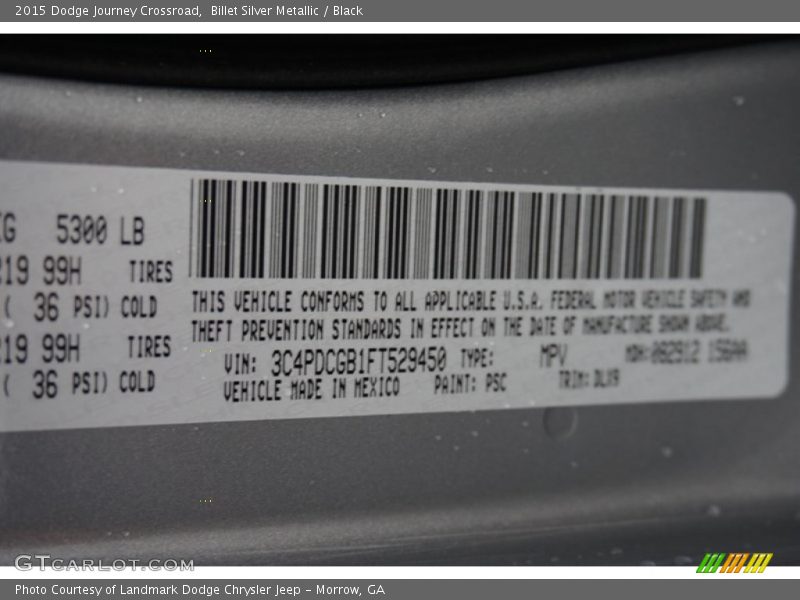 2015 Dodge Journey Crossroad,  Billet Silver Metallic / Black
5300 LB
99H TIRES
( 36 PSI) COLD
99H TIRES
( 36 PSI) COLD
THIS VEHICLE CONFORMS TO ALL APPLICABLE U.S.A. FEDERAL MOTOR VEHICLE SAFETY AND
THEFT PREVENTION STANDARDS IN EFFECT ON THE DATE OF MANUFACTURE SHOWN ABOVE.
VIN: 3C4PDCGB1FT529450 TYPE: MPV MDH:
VEHICLE MADE IN MEXICO PAINT: PSC TRIM:
GTCARLOT.COM
Photo Courtesy of Landmark Dodge Chrysler Jeep – Morrow, GA